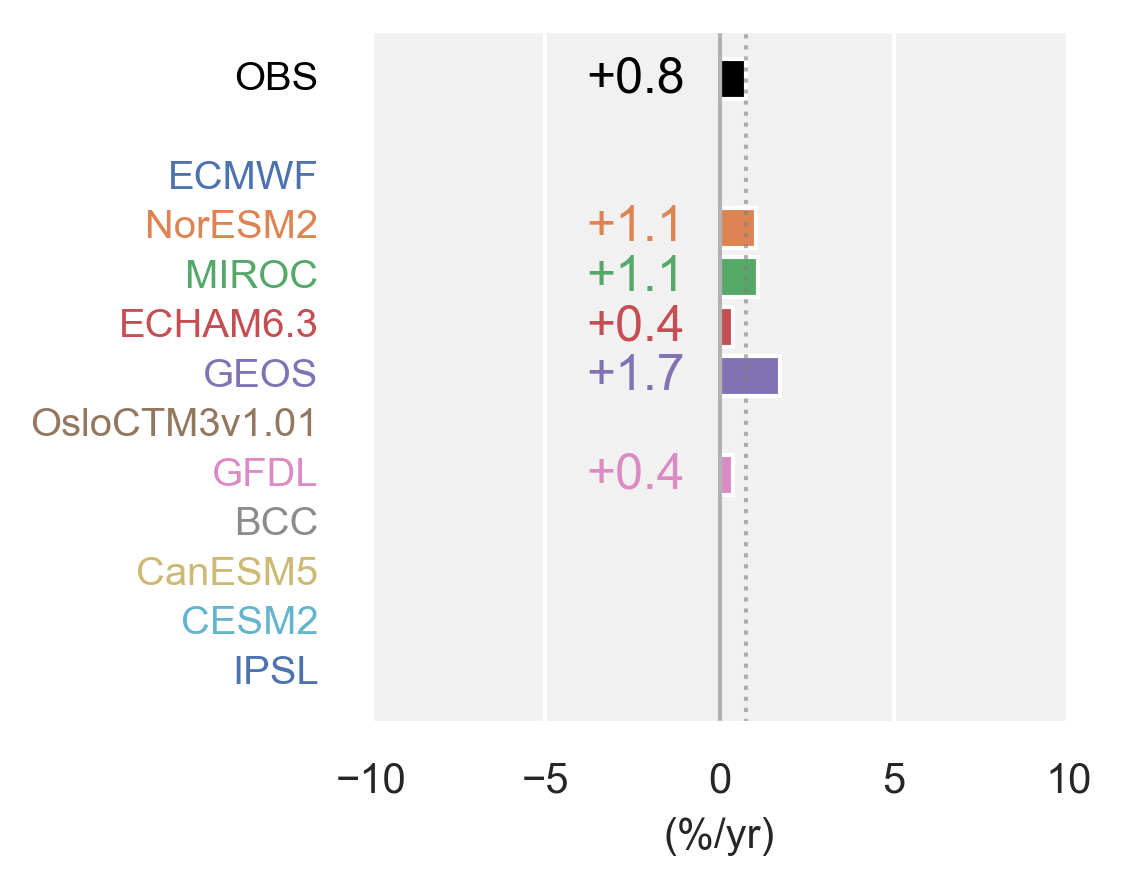 OBS +0.8
ECMWF
NorESM2 +1.1
MIROC +1.1
ECHAM6.3 +0.4
GEOS +1.7
OsloCTM3v1.01
GFDL +0.4
BCC
CanESM5
CESM2
IPSL
−10 −5 0 5 10
(%/yr)